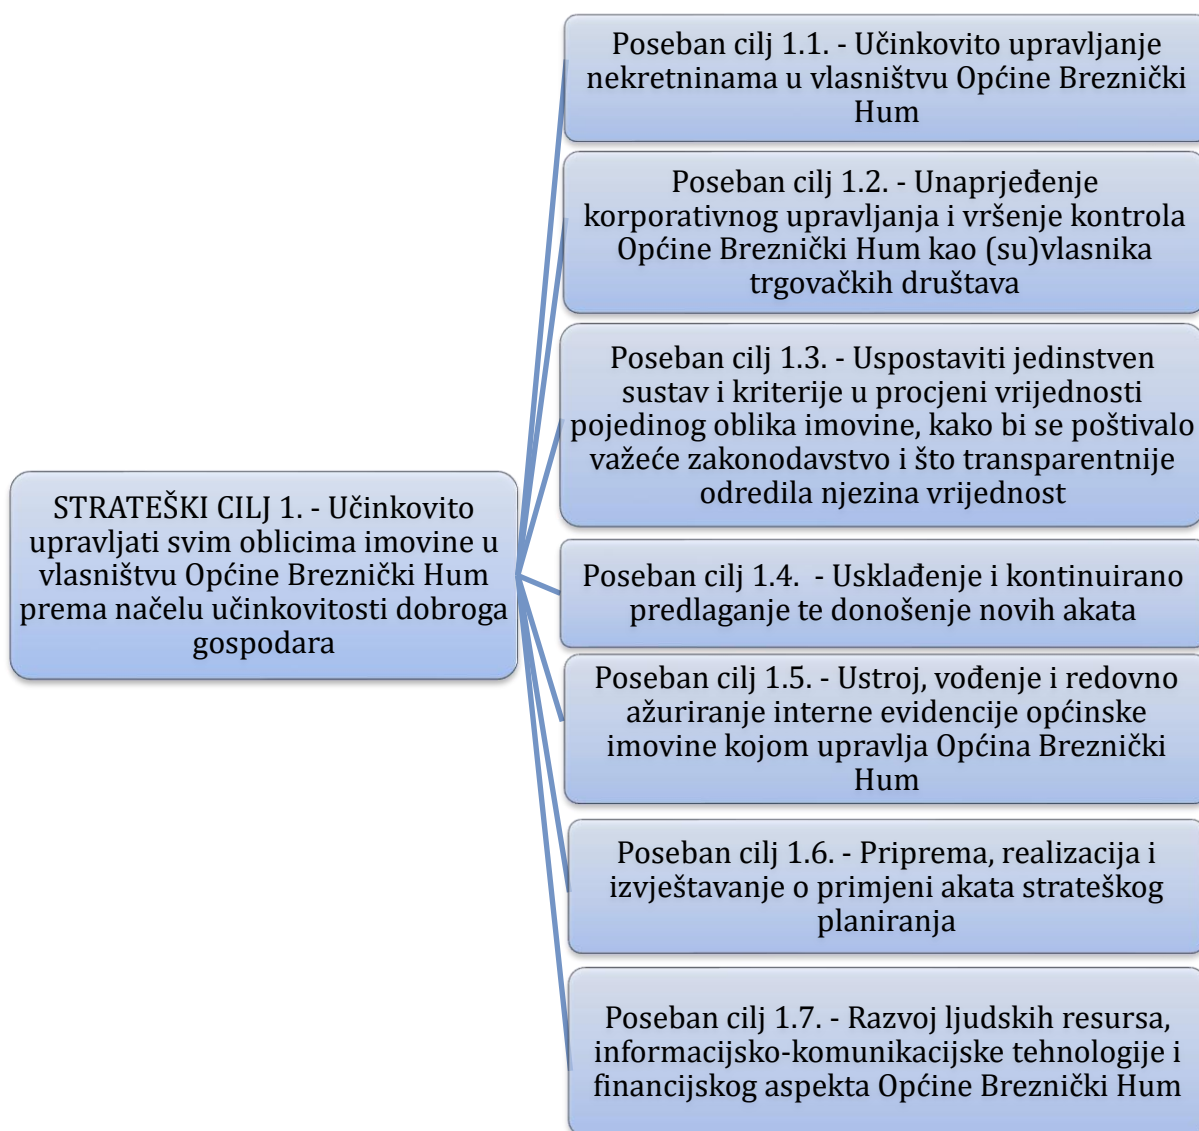 STRATEŠKI CILJ 1. - Učinkovito
upravljati svim oblicima imovine u
vlasništvu Općine Breznički Hum
prema načelu učinkovitosti dobroga
gospodara
Poseban cilj 1.1. - Učinkovito upravljanje
nekretninama u vlasništvu Općine Breznički
Hum
Poseban cilj 1.2. - Unaprjeđenje
korporativnog upravljanja i vršenje kontrola
Općine Breznički Hum kao (su)vlasnika
trgovačkih društava
Poseban cilj 1.3. - Uspostaviti jedinstven
sustav i kriterije u procjeni vrijednosti
pojedinog oblika imovine, kako bi se poštivalo
važeće zakonodavstvo i što transparentnije
odredila njezina vrijednost
Poseban cilj 1.4. - Usklađenje i kontinuirano
predlaganje te donošenje novih akata
Poseban cilj 1.5. - Ustroj, vođenje i redovno
ažuriranje interne evidencije općinske
imovine kojom upravlja Općina Breznički
Hum
Poseban cilj 1.6. - Priprema, realizacija i
izvještavanje o primjeni akata strateškog
planiranja
Poseban cilj 1.7. - Razvoj ljudskih resursa,
informacijsko-komunikacijske tehnologije i
financijskog aspekta Općine Breznički Hum